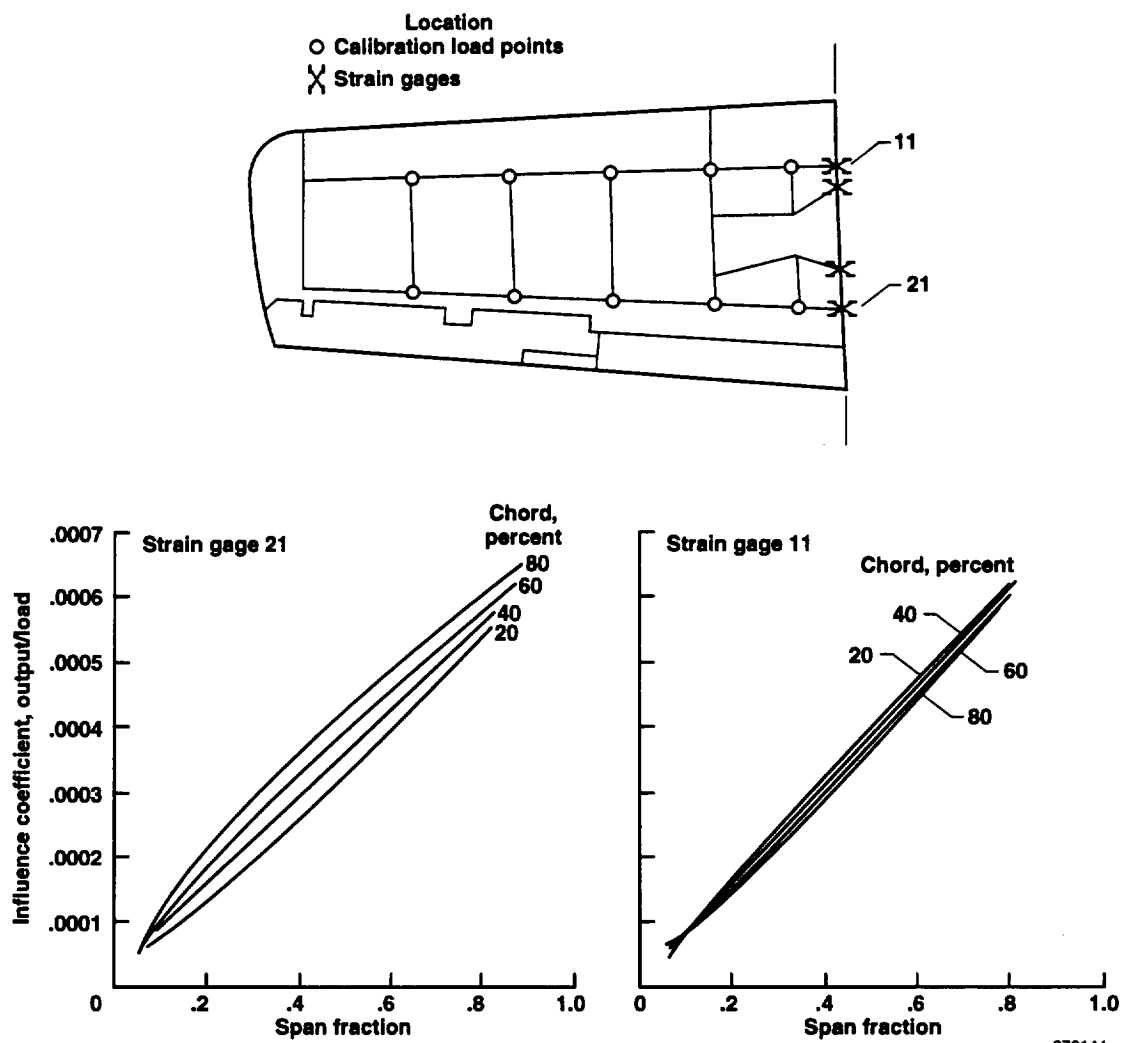 Location
Calibration load points
Strain gages
11
21
.0007
.0006
.0005
.0004
.0003
.0002
.0001
0
Influence coefficient, output/load
Strain gage 21
Chord,
percent
80
60
40
20
.2
.4
.6
.8
1.0
Span fraction
Strain gage 11
Chord, percent
40
20
60
80
0
.2
.4
.6
.8
1.0
Span fraction